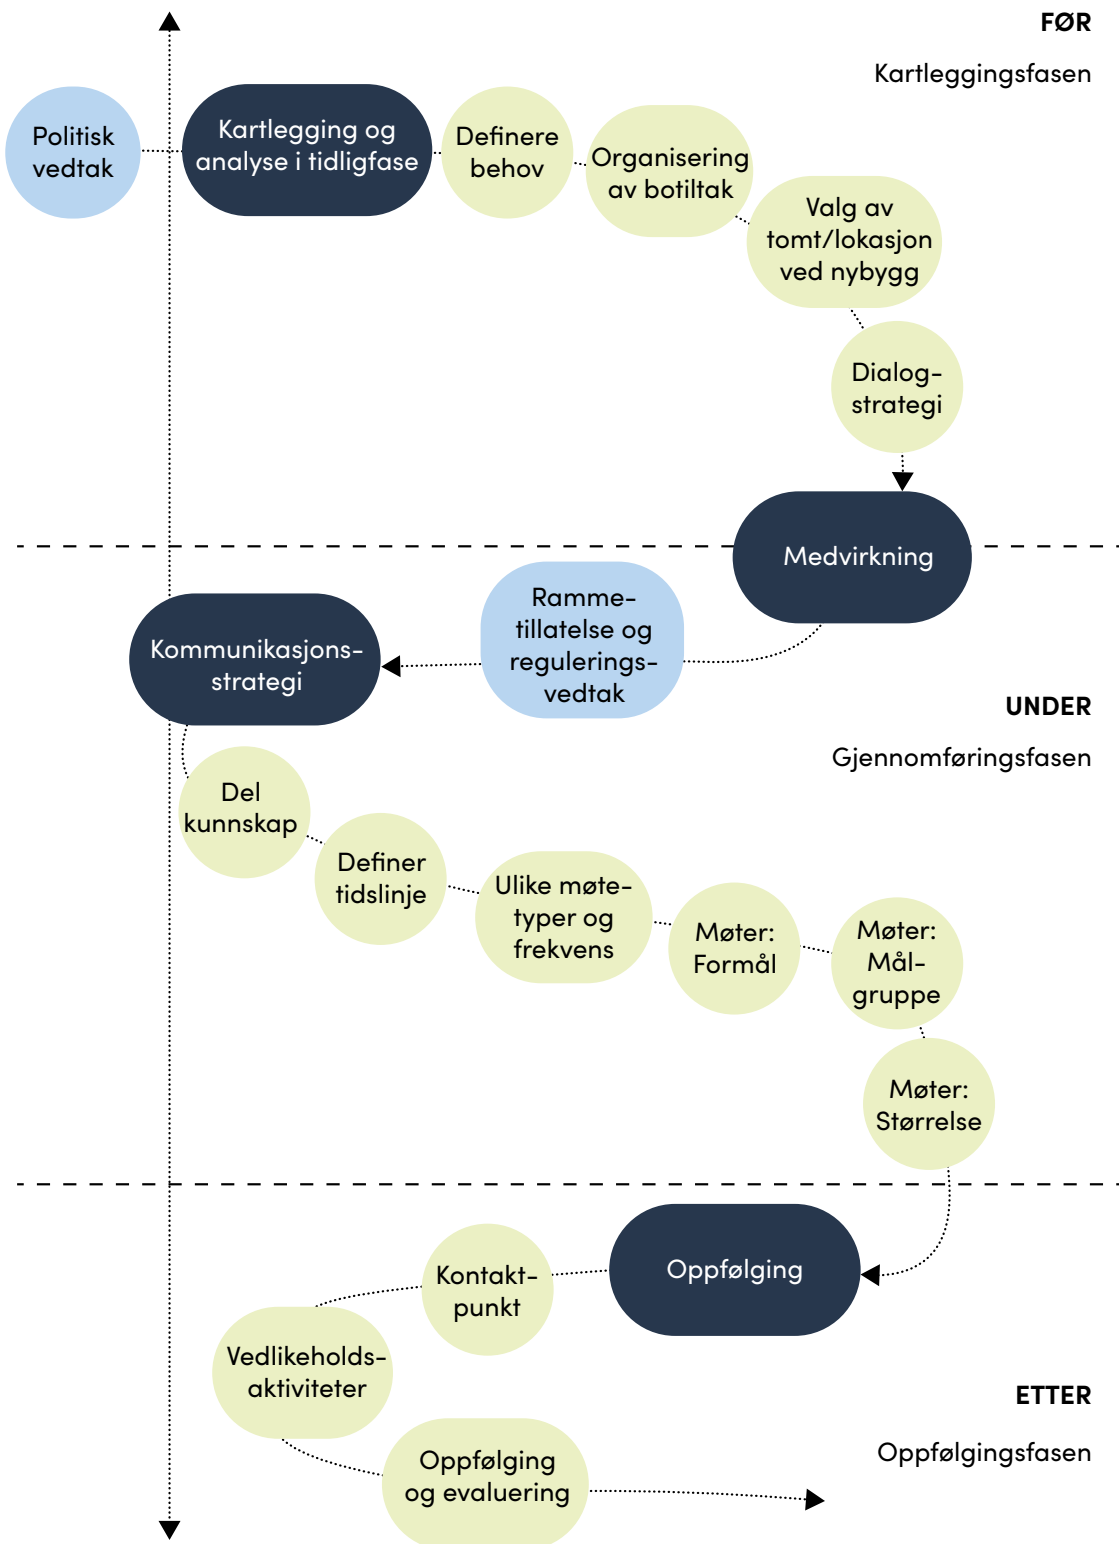 FØR
Kartleggingsfasen
Politisk
vedtak
Kartlegging og
analyse i tidligfase
Definere
behov
Organisering
av botiltak
Valg av
tomt/lokasjon
ved nybygg
Dialog-
strategi
Medvirkning
Ramme-
tillatelse og
regulerings-
vedtak
Kommunikasjons-
strategi
UNDER
Gjennomføringsfasen
Del
kunnskap
Definer
tidslinje
Ulike møte-
typer og
frekvens
Møter:
Formål
Møter:
Mål-
gruppe
Møter:
Størrelse
Oppfølging
Kontakt-
punkt
Vedlikeholds-
aktiviteter
ETTER
Oppfølgingsfasen
Oppfølging
og evaluering